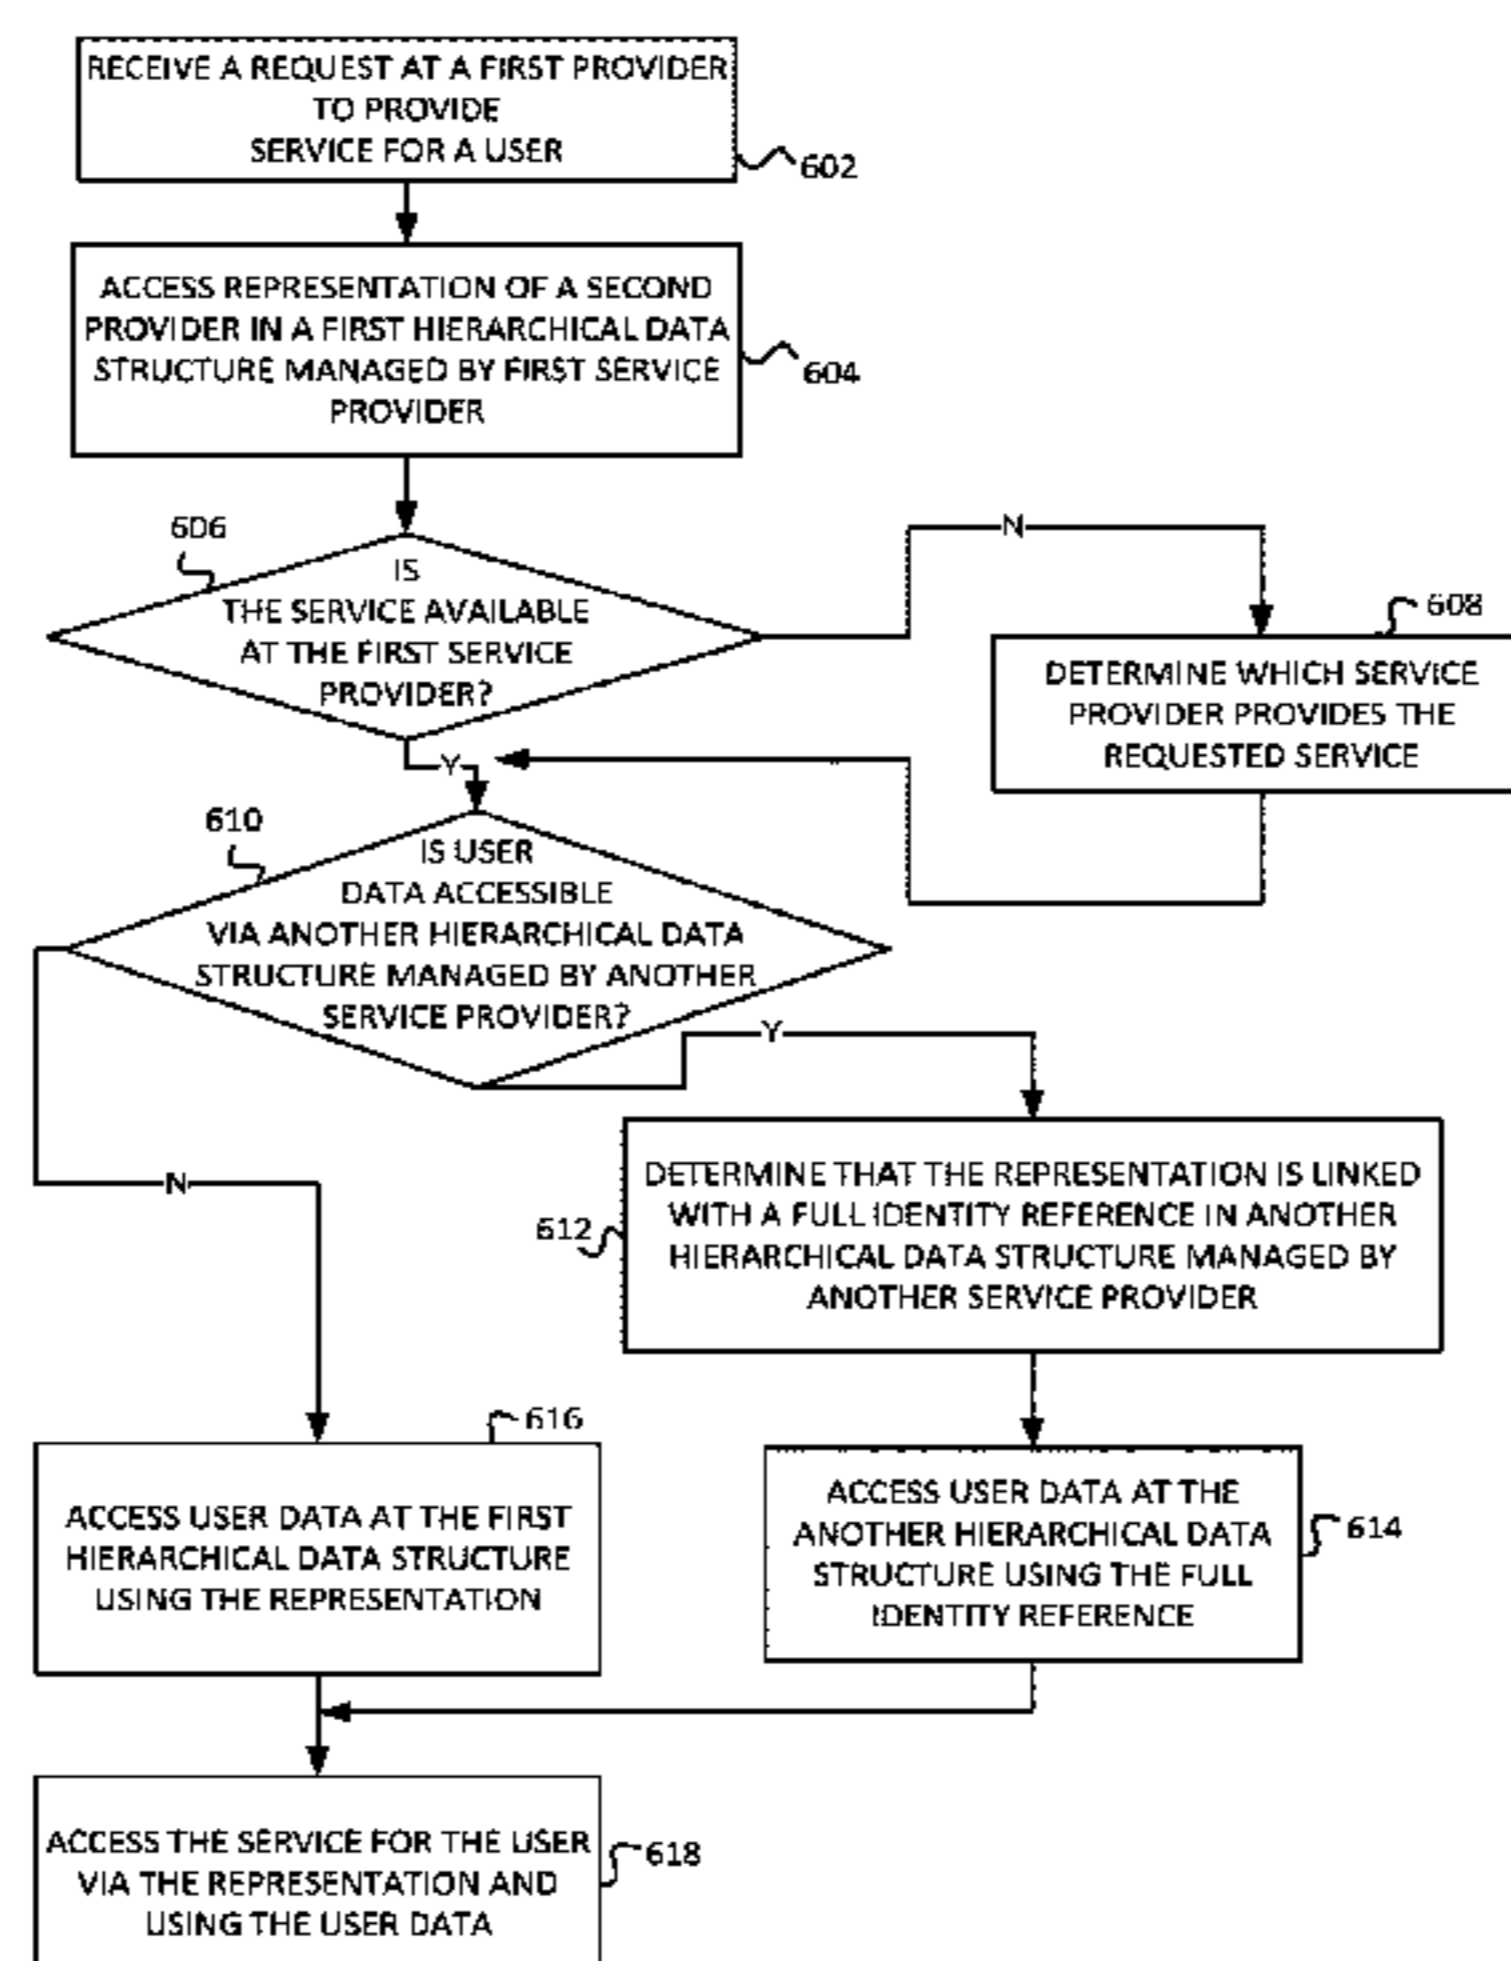 RECEIVE A REQUEST AT A FIRST PROVIDER
TO PROVIDE
SERVICE FOR A USER
602
ACCESS REPRESENTATION OF A SECOND
PROVIDER IN A FIRST HIERARCHICAL DATA
STRUCTURE MANAGED BY FIRST SERVICE
PROVIDER
604
606
IS
THE SERVICE AVAILABLE
AT THE FIRST SERVICE
PROVIDER?
N
608
DETERMINE WHICH SERVICE
PROVIDER PROVIDES THE
REQUESTED SERVICE
Y
610
IS USER
DATA ACCESSIBLE
VIA ANOTHER HIERARCHICAL DATA
STRUCTURE MANAGED BY ANOTHER
SERVICE PROVIDER?
Y
N
612
DETERMINE THAT THE REPRESENTATION IS LINKED
WITH A FULL IDENTITY REFERENCE IN ANOTHER
HIERARCHICAL DATA STRUCTURE MANAGED BY
ANOTHER SERVICE PROVIDER
616
ACCESS USER DATA AT THE FIRST
HIERARCHICAL DATA STRUCTURE
USING THE REPRESENTATION
ACCESS USER DATA AT THE
ANOTHER HIERARCHICAL DATA
STRUCTURE USING THE FULL
IDENTITY REFERENCE
614
ACCESS THE SERVICE FOR THE USER
VIA THE REPRESENTATION AND
USING THE USER DATA
618